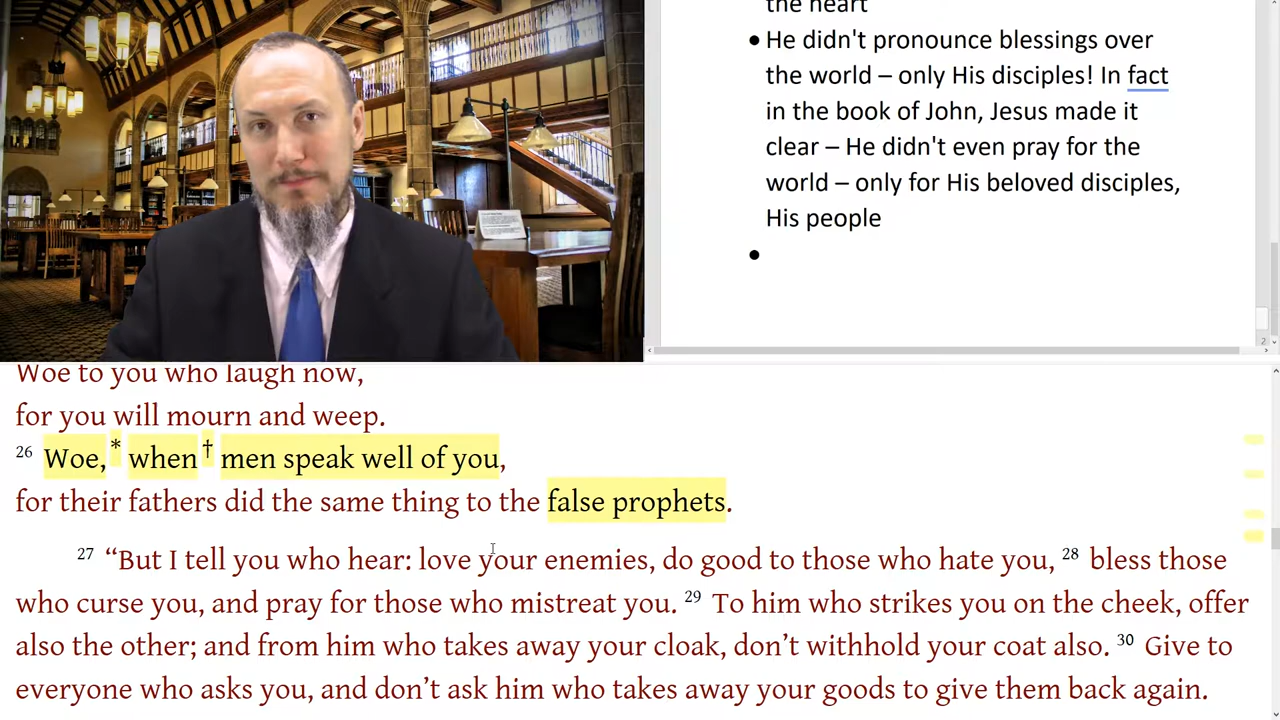 the heart
• He didn't pronounce blessings over
the world – only His disciples! In fact
in the book of John, Jesus made it
clear – He didn't even pray for the
world – only for His beloved disciples,
His people
•
2
Woe to you who laugh now,
for you will mourn and weep.
26 Woe,* when† men speak well of you,
for their fathers did the same thing to the false prophets.
27 “But I tell you who hear: love your enemies, do good to those who hate you, 28 bless those
who curse you, and pray for those who mistreat you. 29 To him who strikes you on the cheek, offer
also the other; and from him who takes away your cloak, don’t withhold your coat also. 30 Give to
everyone who asks you, and don’t ask him who takes away your goods to give them back again.